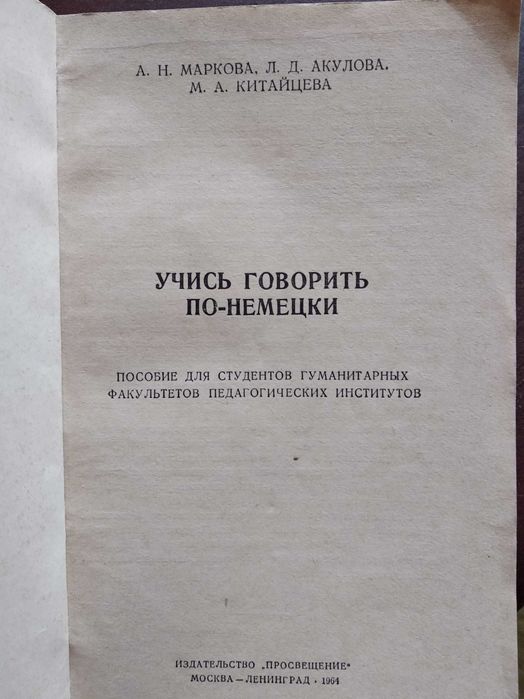 А. Н. МАРКОВА, Л. Д. АКУЛОВА,
М. А. КИТАЙЦЕВА
УЧИСЬ ГОВОРИТЬ
ПО-НЕМЕЦКИ
ПОСОБИЕ ДЛЯ СТУДЕНТОВ ГУМАНИТАРНЫХ
ФАКУЛЬТЕТОВ ПЕДАГОГИЧЕСКИХ ИНСТИТУТОВ
ИЗДАТЕЛЬСТВО „ПРОСВЕЩЕНИЕ"
МОСКВА — ЛЕНИНГРАД · 1964